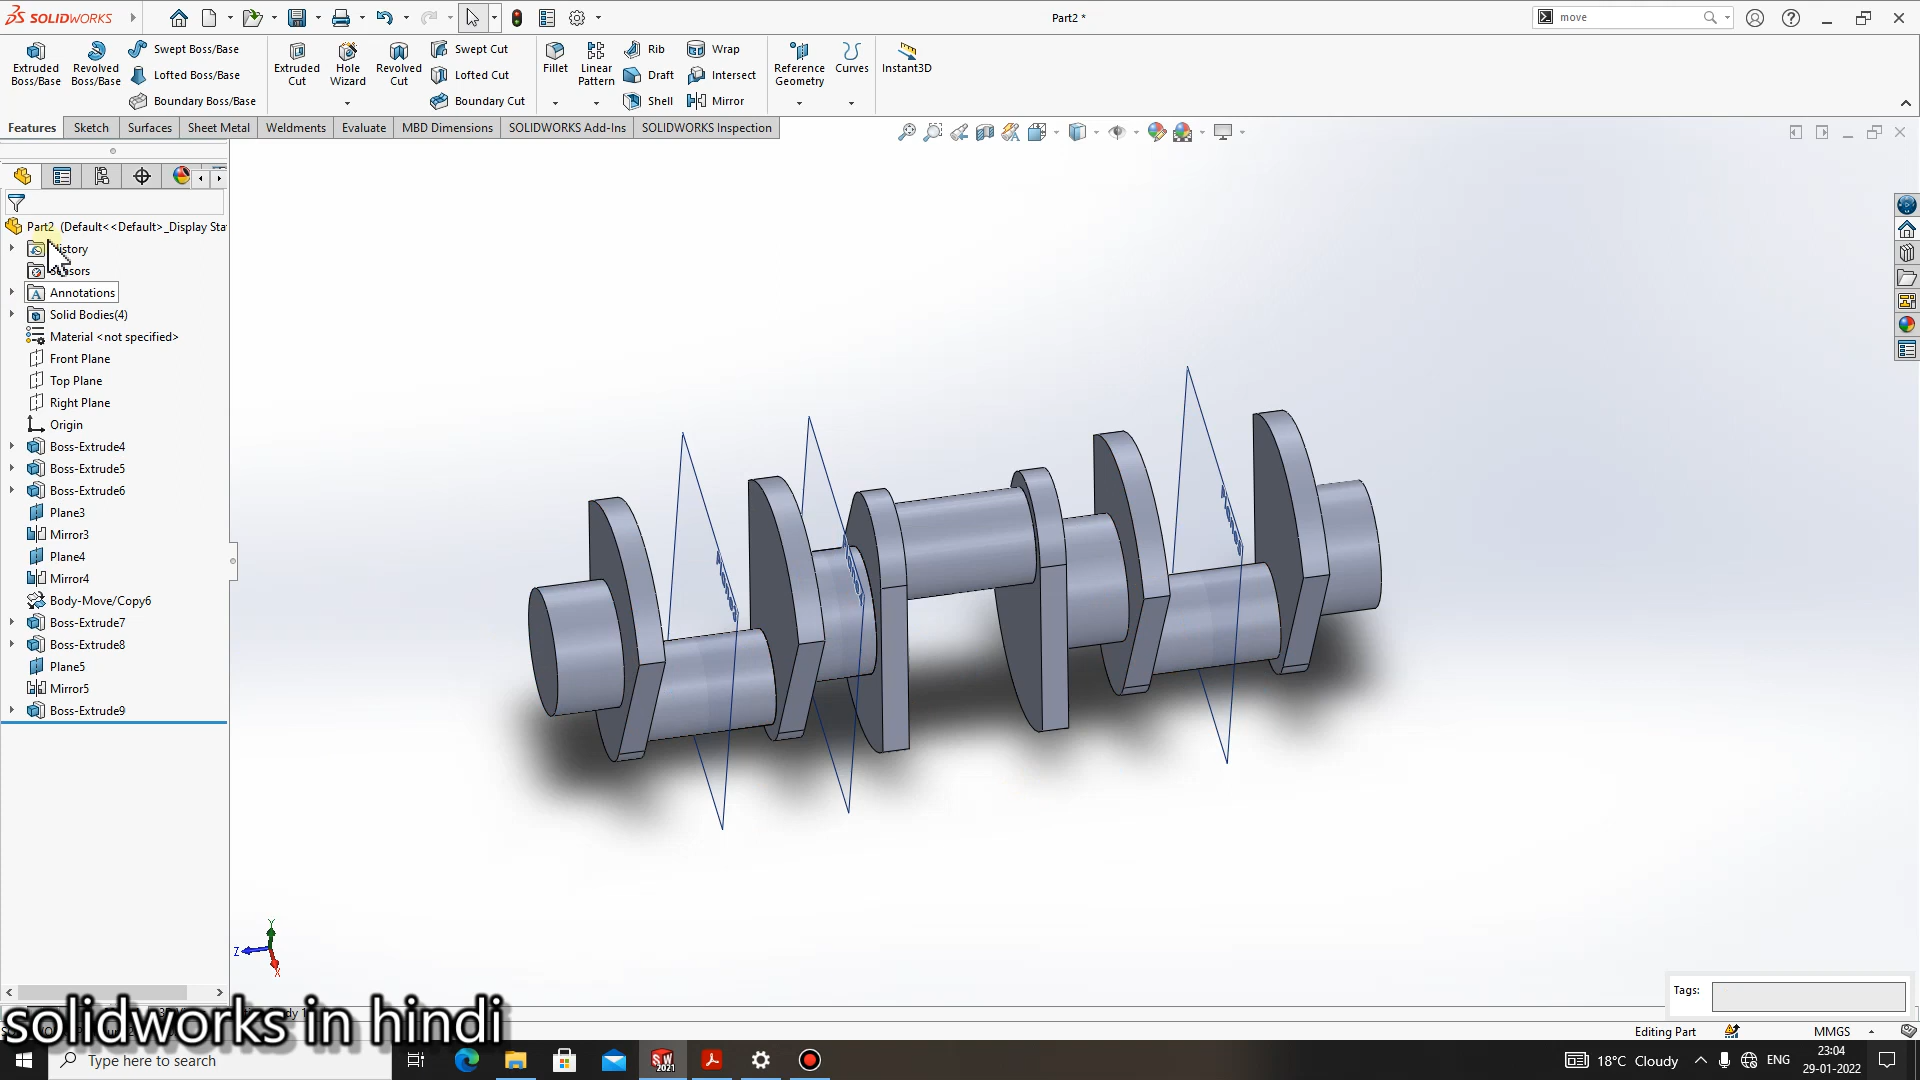 SOLIDWORKS
Part2 *
move
Extruded Boss/Base
Revolved Boss/Base
Swept Boss/Base
Lofted Boss/Base
Boundary Boss/Base
Extruded Cut
Hole Wizard
Revolved Cut
Swept Cut
Lofted Cut
Boundary Cut
Fillet
Linear Pattern
Rib
Draft
Shell
Wrap
Intersect
Mirror
Reference Geometry
Curves
Instant3D
Features
Sketch
Surfaces
Sheet Metal
Weldments
Evaluate
MBD Dimensions
SOLIDWORKS Add-Ins
SOLIDWORKS Inspection
Part2 (Default<<Default>_Display Sta
History
Sensors
Annotations
Solid Bodies(4)
Material <not specified>
Front Plane
Top Plane
Right Plane
Origin
Boss-Extrude4
Boss-Extrude5
Boss-Extrude6
Plane3
Mirror3
Plane4
Mirror4
Body-Move/Copy6
Boss-Extrude7
Boss-Extrude8
Plane5
Mirror5
Boss-Extrude9
Y
Z
X
Tags:
solidworks in hindi
Editing Part
MMGS
Type here to search
18°C Cloudy
ENG
23:04
29-01-2022